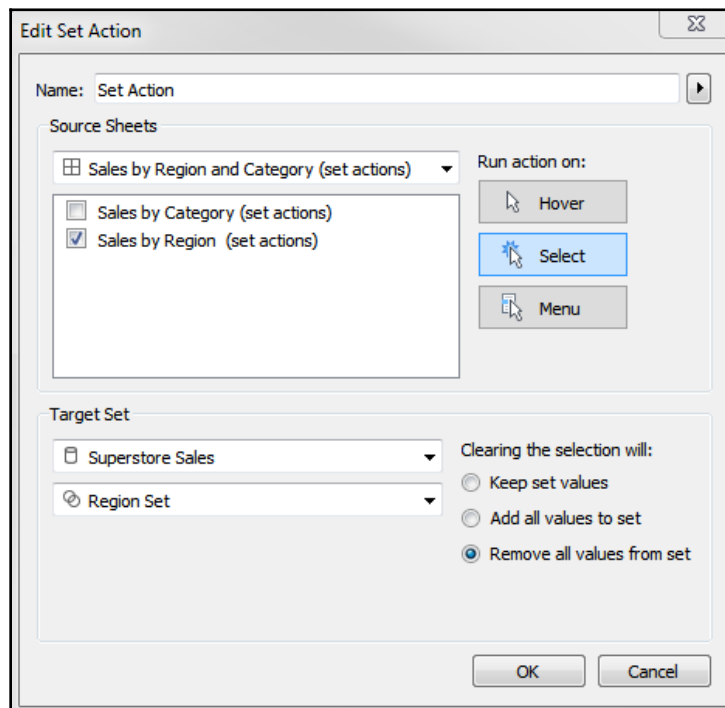 Edit Set Action
Name: Set Action
Source Sheets
Sales by Region and Category (set actions)
Sales by Category (set actions)
Sales by Region (set actions)
Run action on:
Hover
Select
Menu
Target Set
Superstore Sales
Region Set
Clearing the selection will:
Keep set values
Add all values to set
Remove all values from set
OK
Cancel